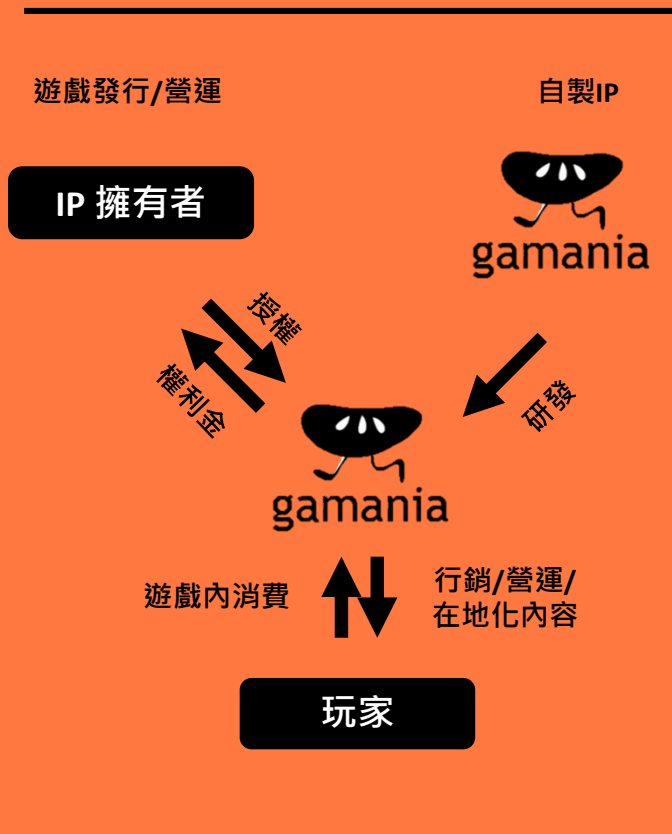 遊戲發行/營運
自製IP
IP 擁有者
gamania
授權
權利金
研發
gamania
遊戲內消費
行銷/營運/
在地化內容
玩家